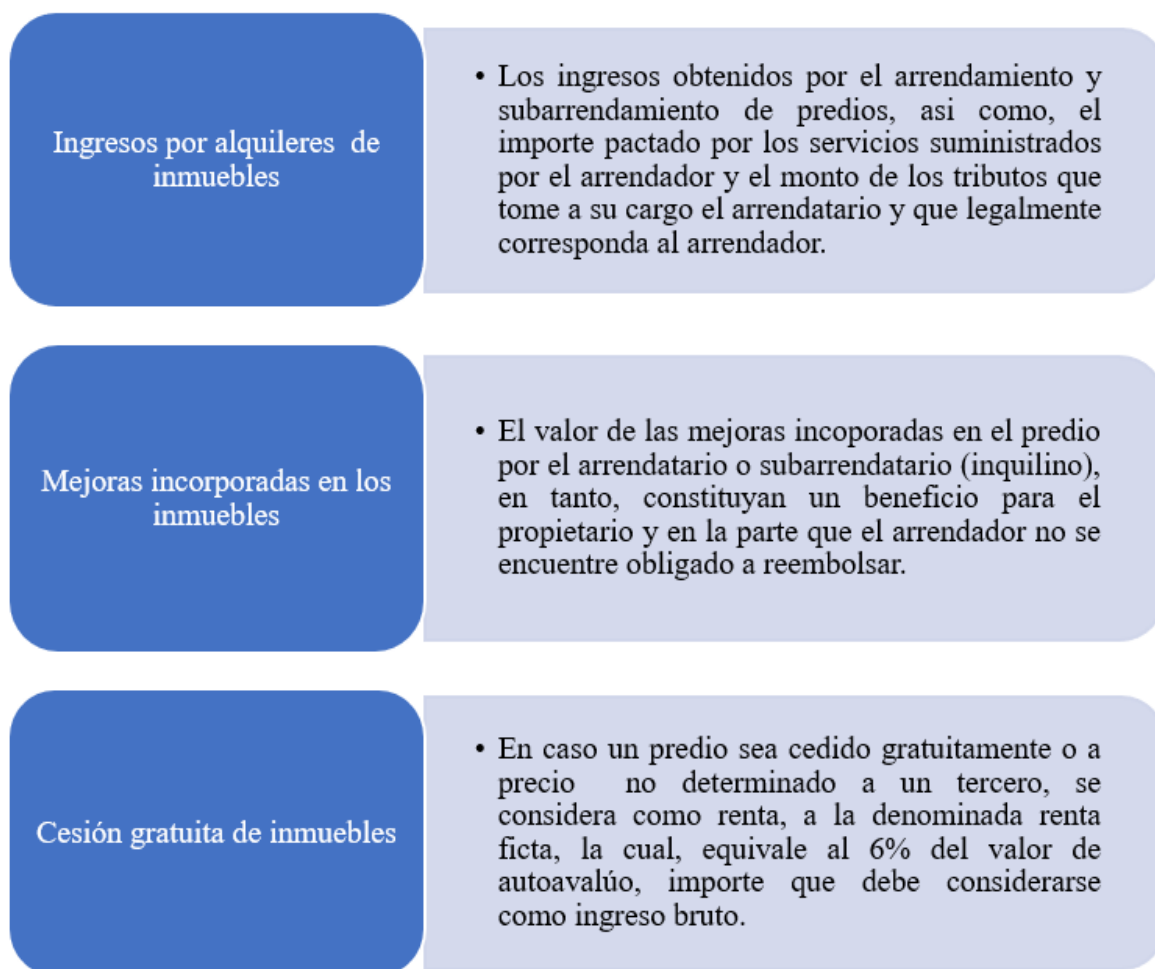 Ingresos por alquileres de
inmuebles
• Los ingresos obtenidos por el arrendamiento y
subarrendamiento de predios, asi como, el
importe pactado por los servicios suministrados
por el arrendador y el monto de los tributos que
tome a su cargo el arrendatario y que legalmente
corresponda al arrendador.
Mejoras incorporadas en los
inmuebles
• El valor de las mejoras incoporadas en el predio
por el arrendatario o subarrendatario (inquilino),
en tanto, constituyan un beneficio para el
propietario y en la parte que el arrendador no se
encuentre obligado a reembolsar.
Cesión gratuita de inmuebles
• En caso un predio sea cedido gratuitamente o a
precio no determinado a un tercero, se
considera como renta, a la denominada renta
ficta, la cual, equivale al 6% del valor de
autoavalúo, importe que debe considerarse
como ingreso bruto.